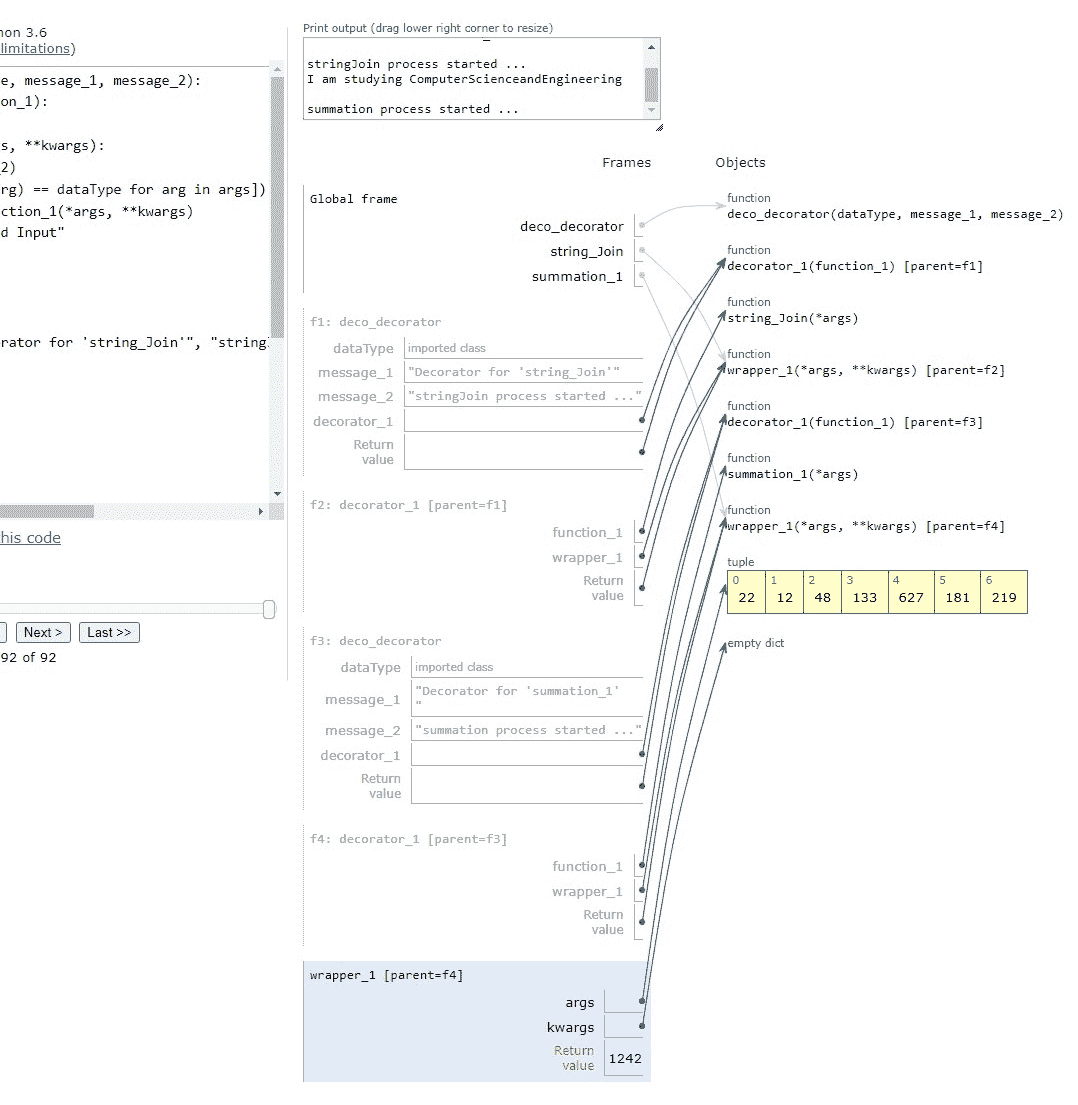 non 3.6
limitations)
e, message_1, message_2):
on_1):
s, **kwargs):
_2)
rg) == dataType for arg in args])
ction_1(*args, **kwargs)
d Input"
rator for 'string_Join'", "string
his code
Next > Last >>
92 of 92
Print output (drag lower right corner to resize)
stringJoin process started ...
I am studying ComputerScienceandEngineering
summation process started ...
Frames Objects
Global frame
deco_decorator
string_Join
summation_1
f1: deco_decorator
dataType imported class
message_1 "Decorator for 'string_Join'"
message_2 "stringJoin process started ..."
decorator_1
Return
value
f2: decorator_1 [parent=f1]
function_1
wrapper_1
Return
value
f3: deco_decorator
dataType imported class
message_1 "Decorator for 'summation_1'
"
message_2 "summation process started ..."
decorator_1
Return
value
f4: decorator_1 [parent=f3]
function_1
wrapper_1
Return
value
wrapper_1 [parent=f4]
args
kwargs
Return
value 1242
function
deco_decorator(dataType, message_1, message_2)
function
decorator_1(function_1) [parent=f1]
function
string_Join(*args)
function
wrapper_1(*args, **kwargs) [parent=f2]
function
decorator_1(function_1) [parent=f3]
function
summation_1(*args)
function
wrapper_1(*args, **kwargs) [parent=f4]
tuple
0 1 2 3 4 5 6
22 12 48 133 627 181 219
empty dict